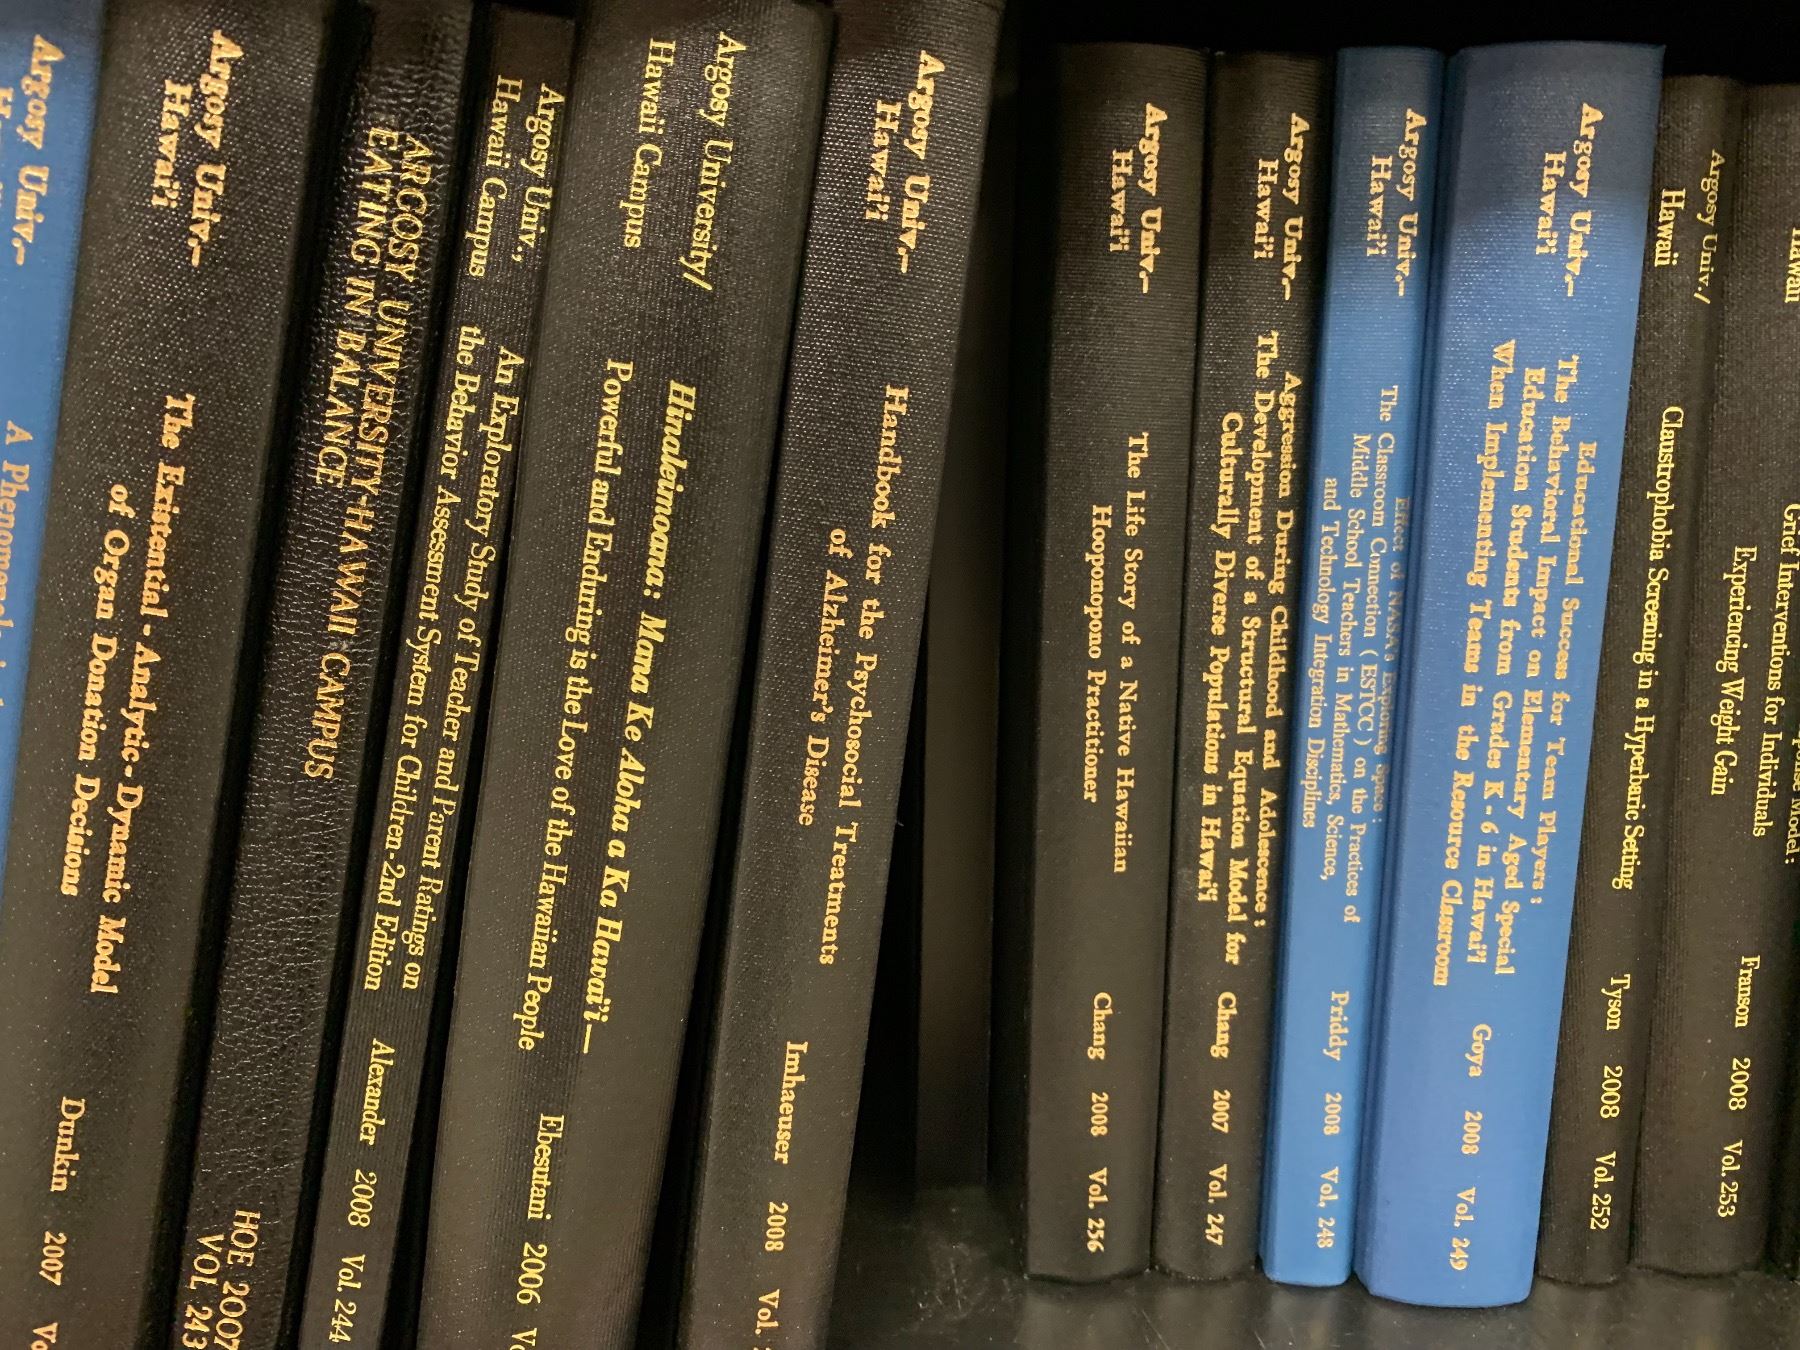 Argosy Univ.—
A
Argosy Univ.—
Hawai'i
The Existential-Analytic-Dynamic Model
of Organ Donation Decisions
Dunkin
2007
ARGOSY UNIVERSITY-HAWAII CAMPUS
EATING IN BALANCE
HOE 2007
VOL 243
Argosy Univ.,
Hawaii Campus
An Exploratory Study of Teacher and Parent Ratings on
the Behavior Assessment System for Children-2nd Edition
Alexander
2008
Vol. 244
Argosy University/
Hawaii Campus
Hinaleimoana: Mana Ke Aloha a Ka Hawai'i—
Powerful and Enduring is the Love of the Hawaiian People
Ebesutani
2006
Argosy Univ.—
Hawai'i
Handbook for the Psychosocial Treatments
of Alzheimer's Disease
Imhaeuser
2008
Vol.
Argosy Univ.—
Hawai'i
The Life Story of a Native Hawaiian
Hooponopono Practitioner
Chang
2008
Vol. 256
Argosy Univ.—
Hawai'i
Aggression During Childhood and Adolescence:
The Development of a Structural Equation Model for
Culturally Diverse Populations in Hawai'i
Chang
2007
Vol. 247
Argosy Univ.—
Hawai'i
Effect of NASA's Exploring Space:
The Classroom Connection (ESTCC) on the Practices of
Middle School Teachers in Mathematics, Science,
and Technology Integration Disciplines
Priddy
2008
Vol. 248
Argosy Univ.—
Hawai'i
Educational Success for Team Players:
The Behavioral Impact on Elementary Aged Special
Education Students from Grades K-6 in Hawai'i
When Implementing Teams in the Resource Classroom
Goya
2008
Vol. 249
Argosy Univ./
Hawaii
Claustrophobia Screening in a Hyperbaric Setting
Tyson
2008
Vol. 252
Hawaii
Model:
Grief Interventions for Individuals
Experiencing Weight Gain
Franson
2008
Vol. 253